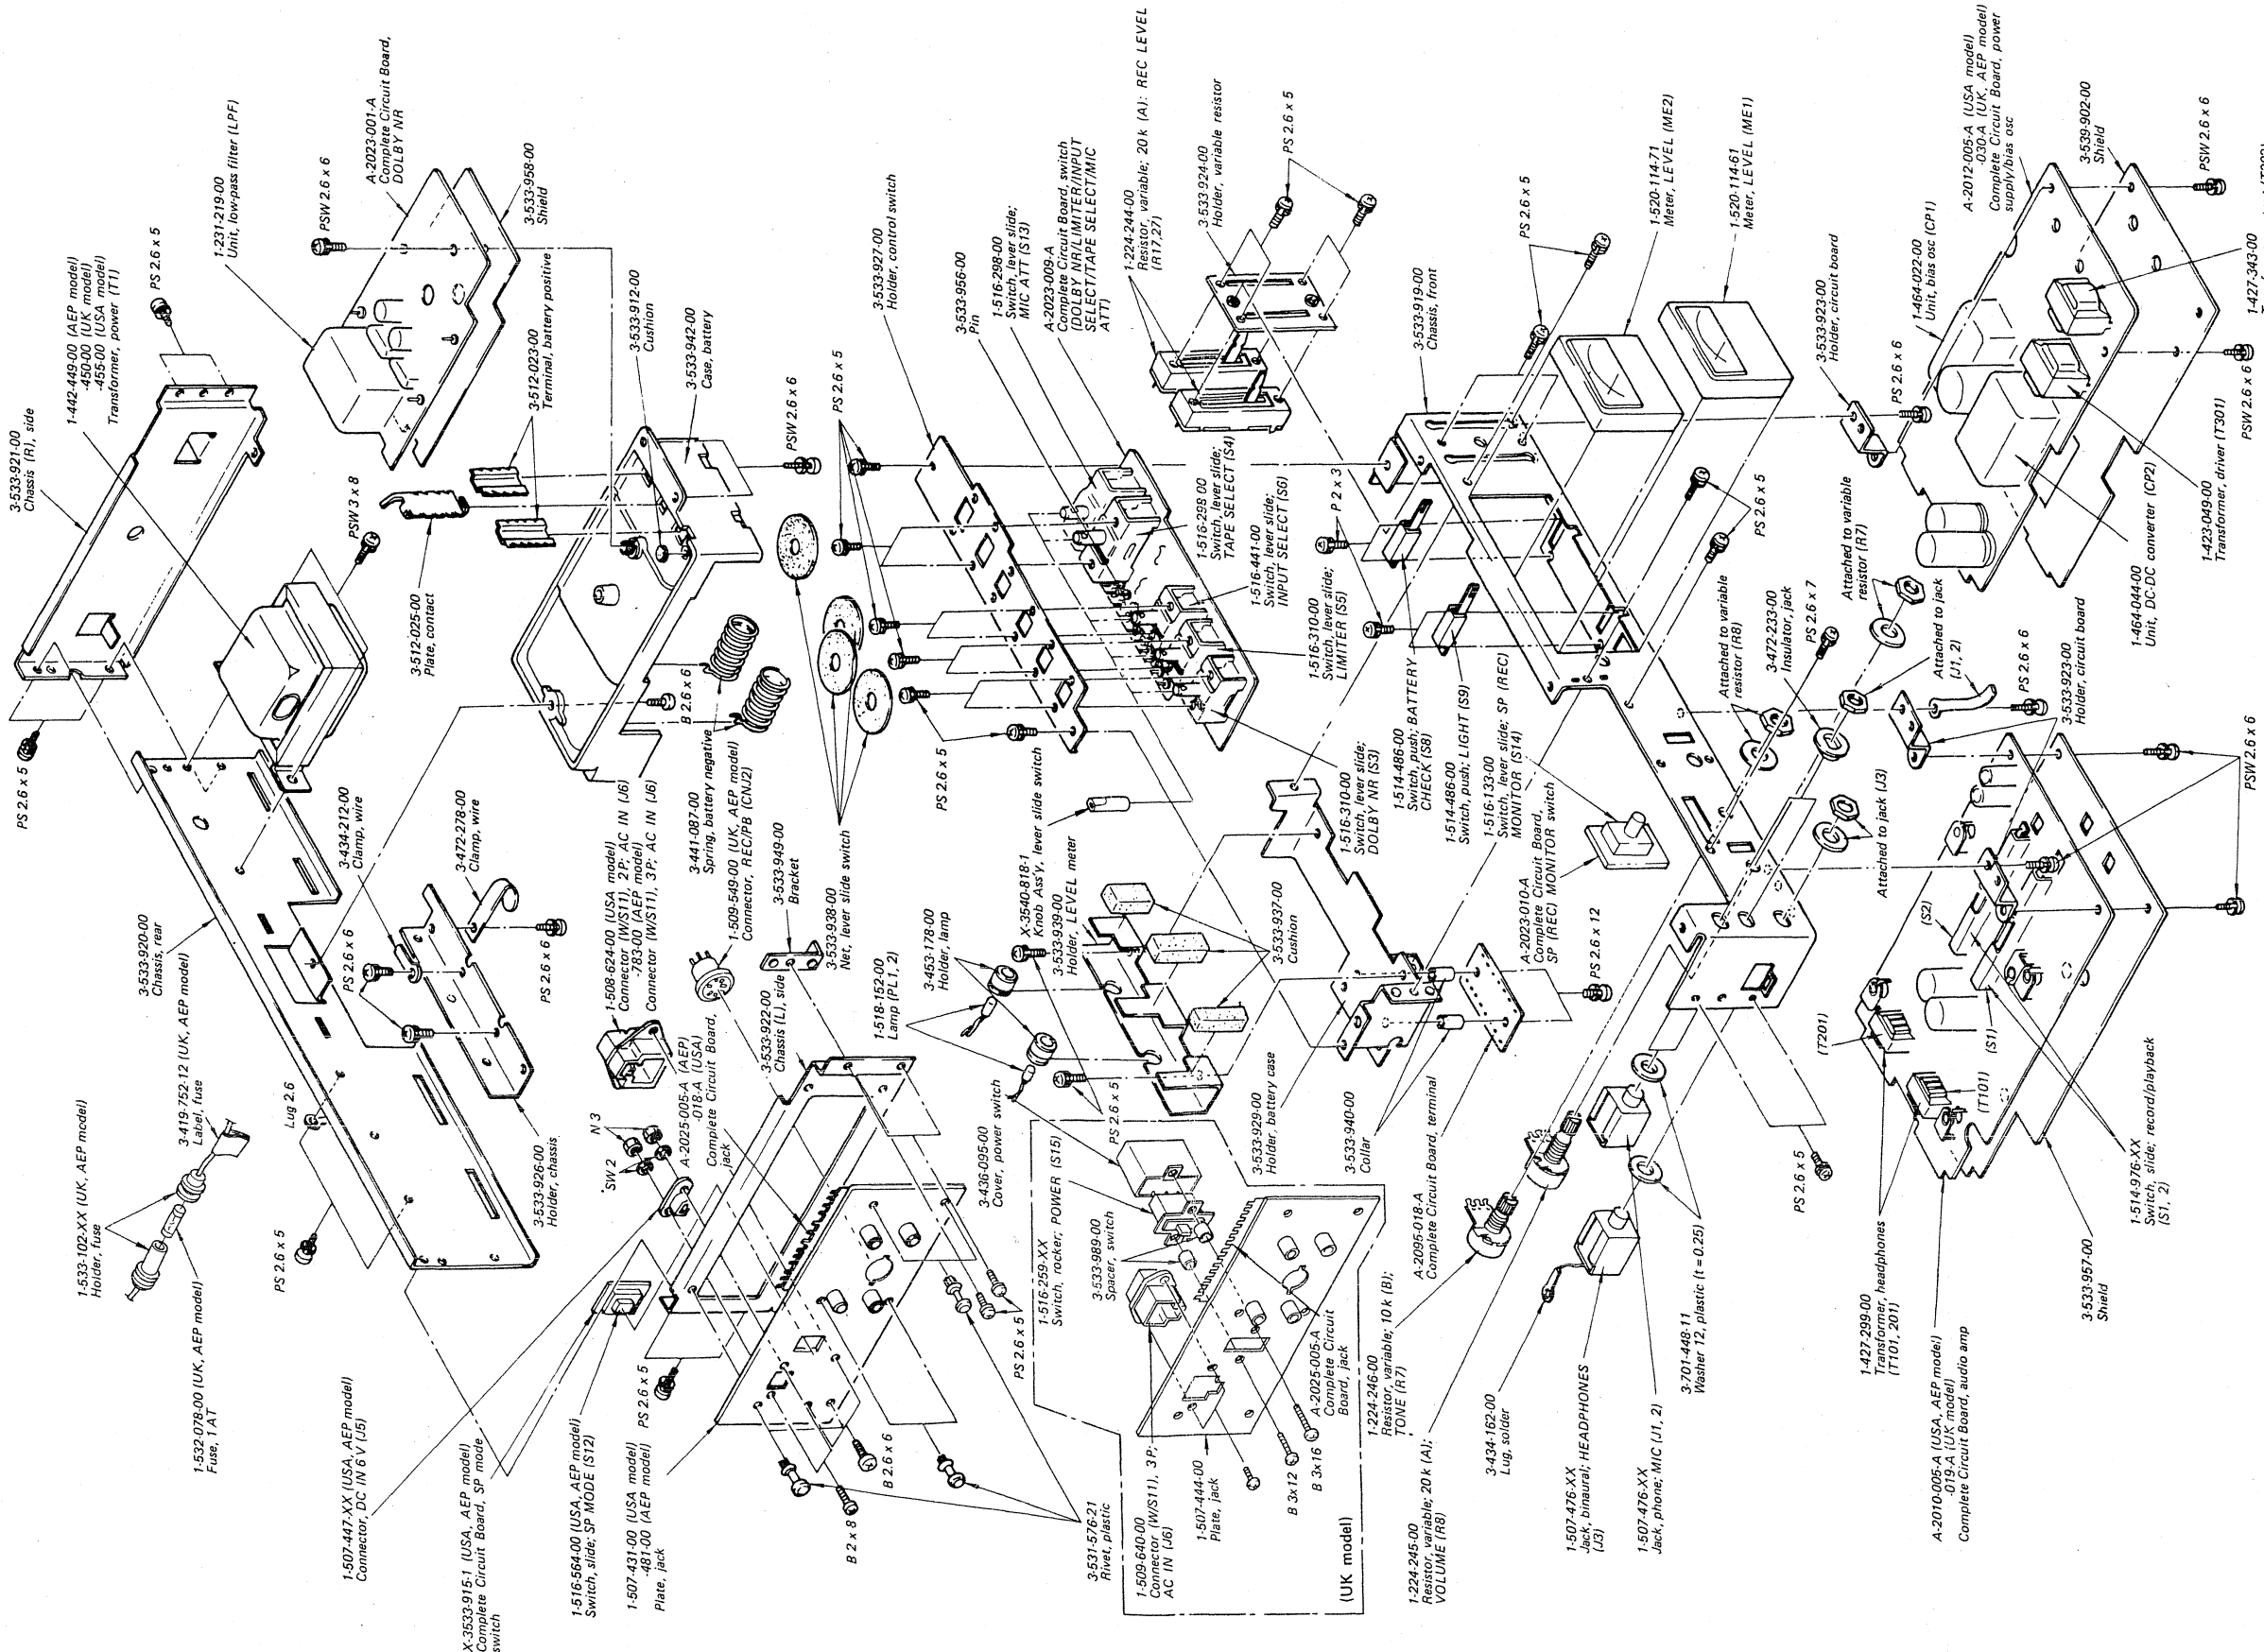 3-533-921-00
Chassis (R), side
1-442-449-00 (AEP model)
-450-00 (UK model)
-455-00 (USA model)
Transformer, power (T1)
PS 2.6 x 5
1-231-219-00
Unit, low-pass filter (LPF)
A-2023-001-A
Complete Circuit Board,
DOLBY NR
PSW 2.6 x 6
3-533-958-00
Shield
PS 2.6 x 5
PSW 3 x 8
3-512-025-00
Plate, contact
3-512-023-00
Terminal, battery positive
3-533-912-00
Cushion
3-533-942-00
Case, battery
PSW 2.6 x 6
3-533-920-00
Chassis, rear
3-434-212-00
Clamp, wire
3-472-278-00
Clamp, wire
PS 2.6 x 6
PS 2.6 x 6
B 2.6 x 6
3-441-087-00
Spring, battery negative
1-533-102-XX (UK, AEP model)
Holder, fuse
3-419-752-12 (UK, AEP model)
Label, fuse
1-532-078-00 (UK, AEP model)
Fuse, 1 AT
Lug 2.6
PS 2.6 x 5
3-533-926-00
Holder, chassis
1-508-624-00 (USA model)
Connector (W/S11), 2 P; AC IN (J6)
-783-00 (AEP model)
Connector (W/S11), 3 P; AC IN (J6)
1-509-549-00 (UK, AEP model)
Connector, REC/PB (CNJ2)
3-533-949-00
Bracket
3-533-938-00
Net, lever slide switch
3-533-922-00
Chassis (L), side
A-2025-005-A (AEP)
-018-A (USA)
Complete Circuit Board,
jack
N 3
SW 2
1-507-447-XX (USA, AEP model)
Connector, DC IN 6 V (J5)
X-3533-915-1 (USA, AEP model)
Complete Circuit Board, SP mode
switch
1-516-564-00 (USA, AEP model)
Switch, slide; SP MODE (S12)
1-507-431-00 (USA model)
-481-00 (AEP model)
Plate, jack
PS 2.6 x 5
B 2.6 x 6
B 2 x 8
3-531-576-21
Rivet, plastic
PS 2.6 x 5
PS 2.6 x 6
PS 2.6 x 5
3-533-927-00
Holder, control switch
3-533-956-00
Pin
1-516-298-00
Switch, lever slide;
MIC ATT (S13)
A-2023-009-A
Complete Circuit Board, switch
(DOLBY NR/LIMITER/INPUT
SELECT/TAPE SELECT/MIC
ATT)
1-224-244-00
Resistor, variable; 20 k (A): REC LEVEL
(R17,27)
3-533-924-00
Holder, variable resistor
PS 2.6 x 5
1-516-298-00
Switch, lever slide;
TAPE SELECT (S4)
1-516-441-00
Switch, lever slide;
INPUT SELECT (S6)
1-516-310-00
Switch, lever slide;
LIMITER (S5)
1-516-310-00
Switch, lever slide;
DOLBY NR (S3)
PS 2.6 x 5
X-3540-818-1
Knob Ass'y, lever slide switch
3-533-939-00
Holder, LEVEL meter
3-453-178-00
Holder, lamp
1-518-152-00
Lamp (PL1, 2)
3-533-937-00
Cushion
PS 2.6 x 5
3-533-929-00
Holder, battery case
3-533-940-00
Collar
A-2095-018-A
Complete Circuit Board, terminal
PS 2.6 x 12
3-436-095-00
Cover, power switch
1-516-259-XX
Switch, rocker; POWER (S15)
3-533-989-00
Spacer, switch
1-509-640-00
Connector (W/S11), 3 P;
AC IN (J6)
1-507-444-00
Plate, jack
B 3x12
B 3x16
A-2025-005-A
Complete Circuit
Board, jack
(UK model)
3-533-919-00
Chassis, front
PS 2.6 x 5
1-520-114-71
Meter, LEVEL (ME2)
1-520-114-61
Meter, LEVEL (ME1)
P 2 x 3
1-514-486-00
Switch, push; BATTERY
CHECK (S8)
1-514-486-00
Switch, push; LIGHT (S9)
1-516-133-00
Switch, lever slide; SP (REC)
MONITOR (S14)
A-2023-010-A
Complete Circuit Board,
SP (REC) MONITOR switch
PS 2.6 x 5
Attached to variable
resistor (R8)
3-472-233-00
Insulator, jack
PS 2.6 x 7
Attached to variable
resistor (R7)
Attached to jack
(J1, 2)
Attached to jack (J3)
PS 2.6 x 6
3-533-923-00
Holder, circuit board
PSW 2.6 x 6
3-533-923-00
Holder, circuit board
PS 2.6 x 6
1-464-022-00
Unit, bias osc (CP1)
A-2012-005-A (USA model)
-030-A (UK, AEP model)
Complete Circuit Board, power
supply/bias osc
3-539-902-00
Shield
PSW 2.6 x 6
1-427-343-00
PSW 2.6 x 6
1-423-049-00
Transformer, driver (T301)
1-464-044-00
Unit, DC-DC converter (CP2)
1-224-246-00
Resistor, variable; 10 k (B);
TONE (R7)
1-224-245-00
Resistor, variable; 20 k (A);
VOLUME (R8)
3-434-162-00
Lug, solder
1-507-476-XX
Jack, binaural; HEADPHONES
(J3)
1-507-476-XX
Jack, phone; MIC (J1, 2)
3-701-448-11
Washer 12, plastic (t = 0.25)
PS 2.6 x 5
(S2)
(S1)
(T201)
(T101)
1-427-299-00
Transformer, headphones
(T101, 201)
A-2010-005-A (USA, AEP model)
-019-A (UK model)
Complete Circuit Board, audio amp
1-514-976-XX
Switch, slide; record/playback
(S1, 2)
3-533-957-00
Shield